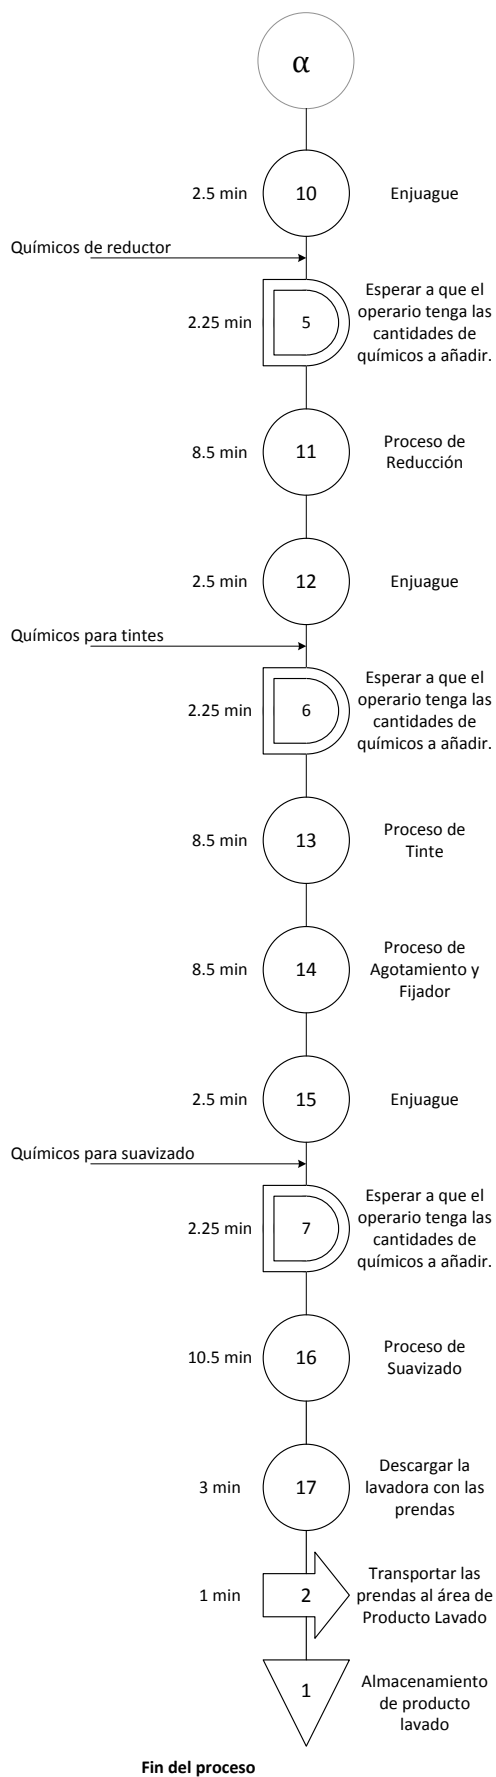 α
2.5 min
10
Enjuague
Químicos de reductor
2.25 min
5
Esperar a que el
operario tenga las
cantidades de
químicos a añadir.
8.5 min
11
Proceso de
Reducción
2.5 min
12
Enjuague
Químicos para tintes
2.25 min
6
Esperar a que el
operario tenga las
cantidades de
químicos a añadir.
8.5 min
13
Proceso de
Tinte
8.5 min
14
Proceso de
Agotamiento y
Fijador
2.5 min
15
Enjuague
Químicos para suavizado
2.25 min
7
Esperar a que el
operario tenga las
cantidades de
químicos a añadir.
10.5 min
16
Proceso de
Suavizado
3 min
17
Descargar la
lavadora con las
prendas
1 min
2
Transportar las
prendas al área de
Producto Lavado
1
Almacenamiento
de producto
lavado
Fin del proceso